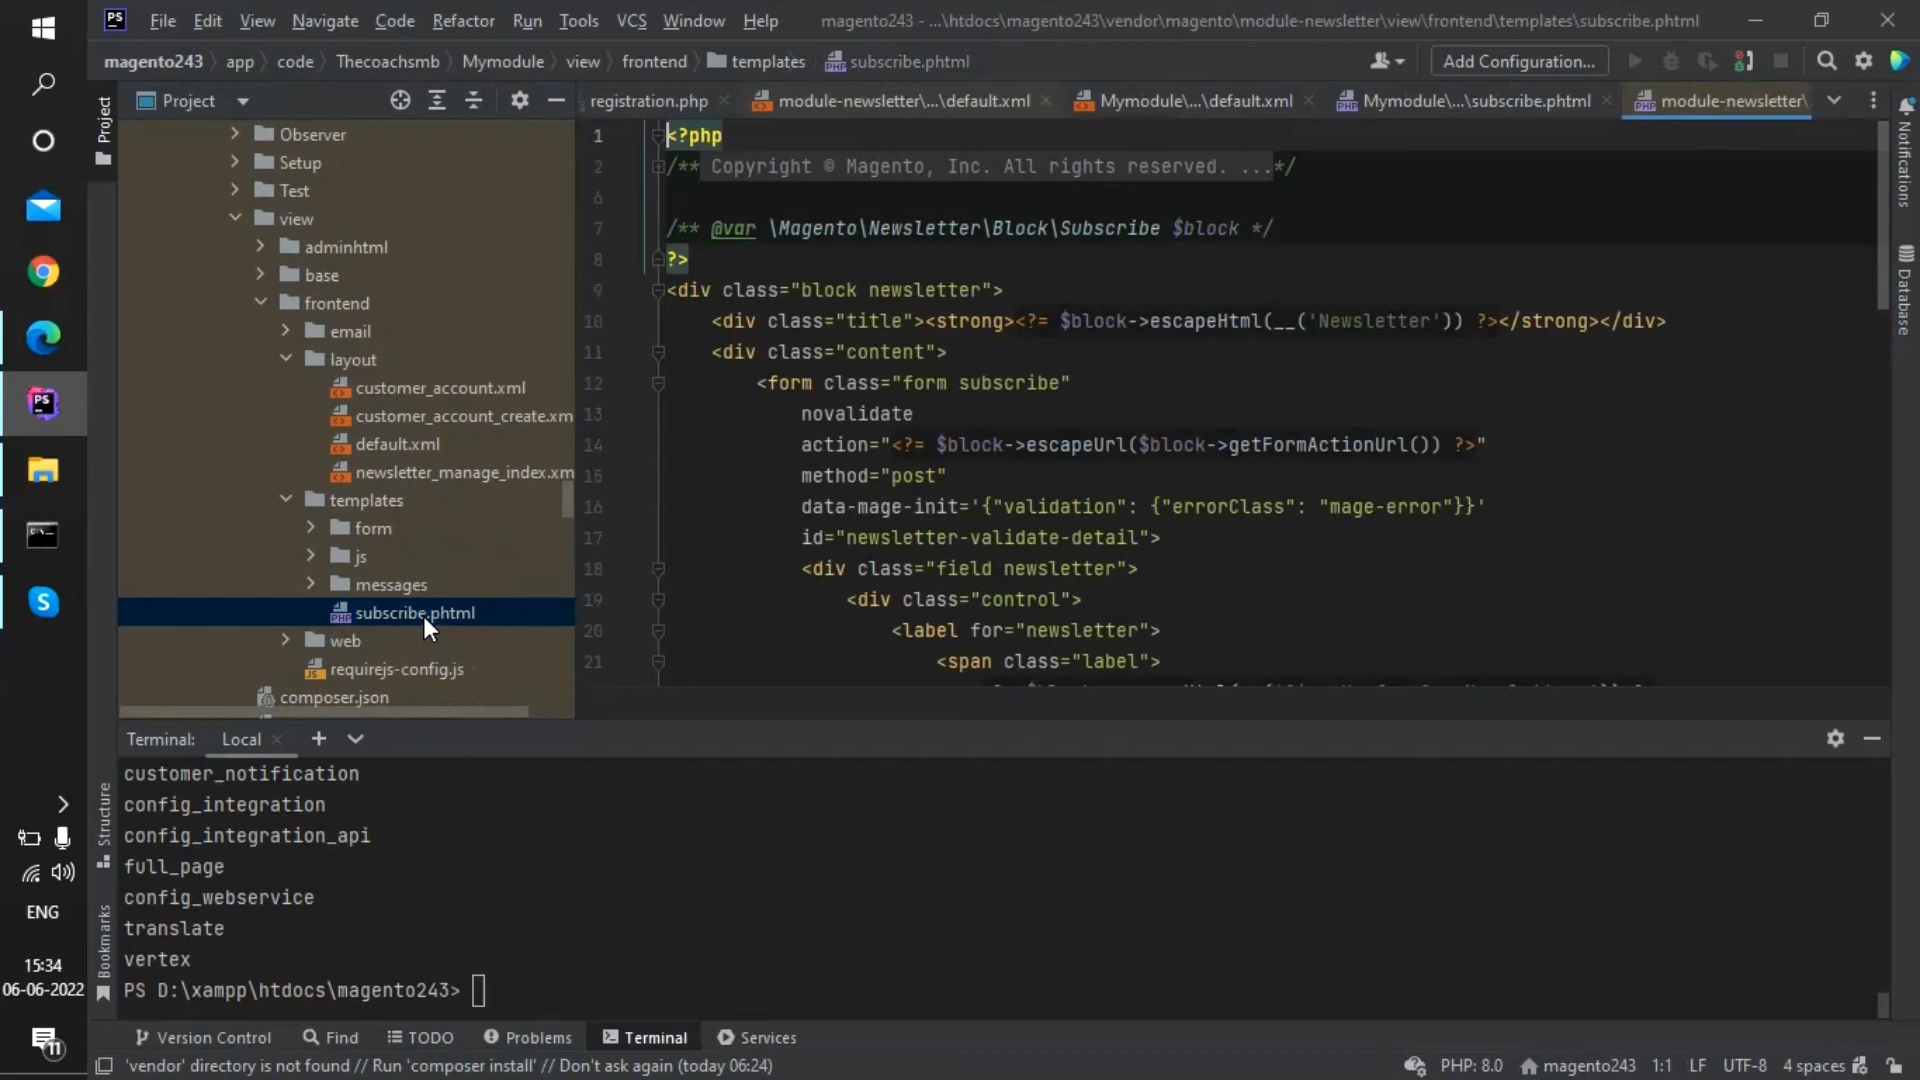 File Edit View Navigate Code Refactor Run Tools VCS Window Help magento243 - ...\htdocs\magento243\vendor\magento\module-newsletter\view\frontend\templates\subscribe.phtml
magento243 app code Thecoachsmb Mymodule view frontend templates subscribe.phtml Add Configuration...
Project
Project
registration.php module-newsletter\...\default.xml Mymodule\...\default.xml Mymodule\...\subscribe.phtml module-newsletter\
Notifications
Database
Observer
Setup
Test
view
adminhtml
base
frontend
email
layout
customer_account.xml
customer_account_create.xm
default.xml
newsletter_manage_index.xm
templates
form
js
messages
subscribe.phtml
web
requirejs-config.js
composer.json
1 <?php
2 /** Copyright © Magento, Inc. All rights reserved. ...*/
6
7 /** @var \Magento\Newsletter\Block\Subscribe $block */
8 ?>
9 <div class="block newsletter">
10 <div class="title"><strong><?= $block->escapeHtml(__('Newsletter')) ?></strong></div>
11 <div class="content">
12 <form class="form subscribe"
13 novalidate
14 action="<?= $block->escapeUrl($block->getFormActionUrl()) ?>"
15 method="post"
16 data-mage-init='{"validation": {"errorClass": "mage-error"}}'
17 id="newsletter-validate-detail">
18 <div class="field newsletter">
19 <div class="control">
20 <label for="newsletter">
21 <span class="label">
Terminal: Local
customer_notification
config_integration
config_integration_api
full_page
config_webservice
translate
vertex
PS D:\xampp\htdocs\magento243>
Structure
Bookmarks
PS
ENG
15:34
06-06-2022
11
Version Control Find TODO Problems Terminal Services
'vendor' directory is not found // Run 'composer install' // Don't ask again (today 06:24) PHP: 8.0 magento243 1:1 LF UTF-8 4 spaces